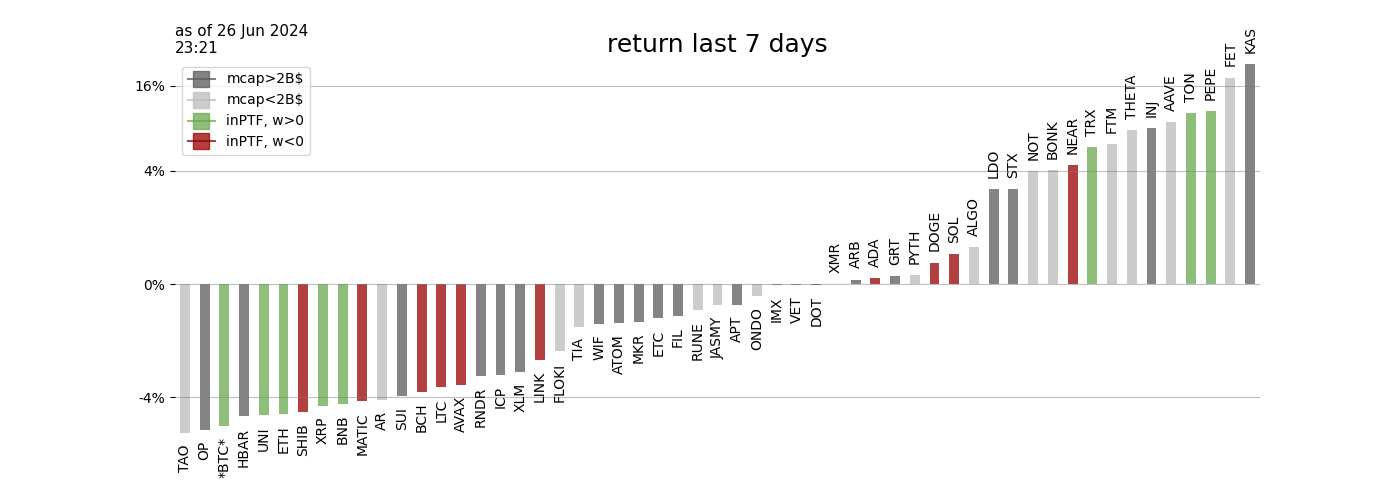 as of 26 Jun 2024
23:21
return last 7 days
mcap>2B$
mcap<2B$
inPTF, w>0
inPTF, w<0
16%
4%
0%
-4%
TAO
OP
*BTC*
HBAR
UNI
ETH
SHIB
XRP
BNB
MATIC
AR
SUI
BCH
LTC
AVAX
RNDR
ICP
XLM
LINK
FLOKI
TIA
WIF
ATOM
MKR
ETC
FIL
RUNE
JASMY
APT
ONDO
IMX
VET
DOT
XMR
ARB
ADA
GRT
PYTH
DOGE
SOL
ALGO
LDO
STX
NOT
BONK
NEAR
TRX
FTM
THETA
INJ
AAVE
TON
PEPE
FET
KAS